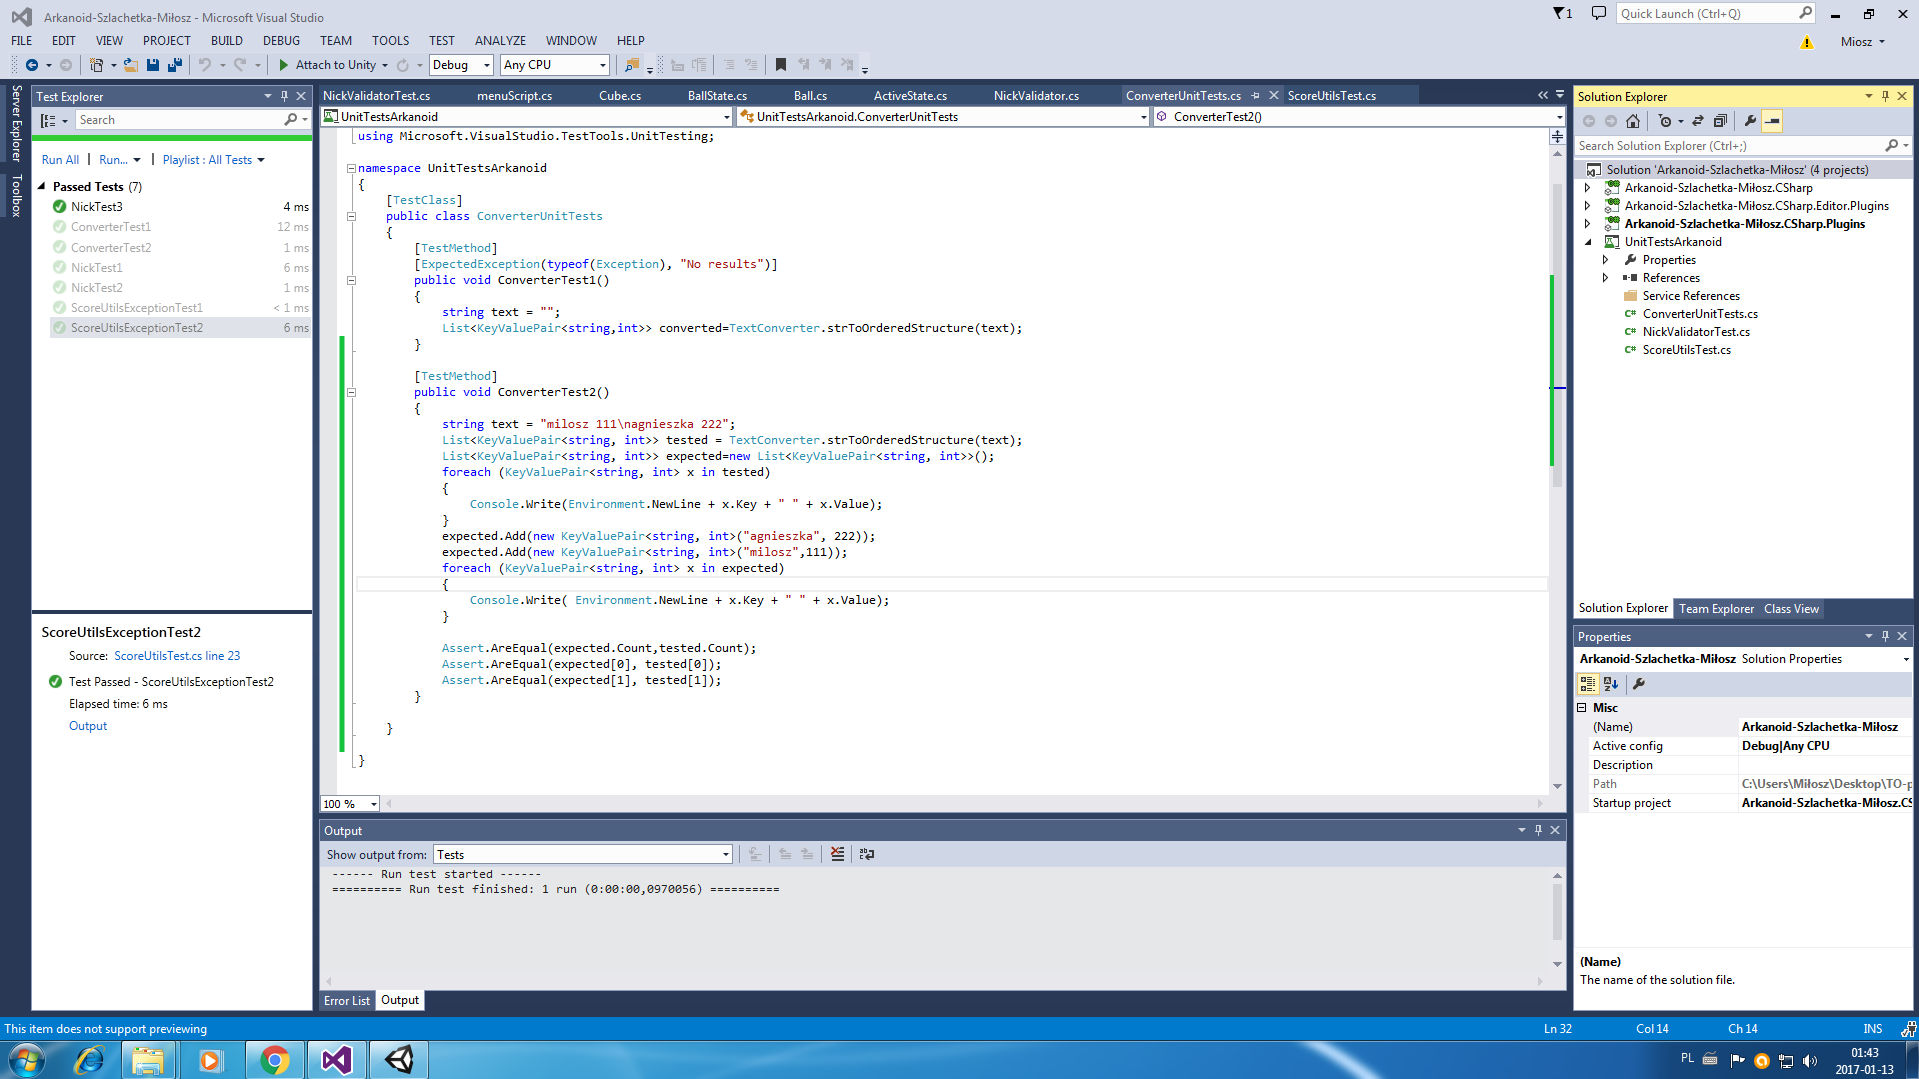 Arkanoid-Szlachetka-Miłosz - Microsoft Visual Studio
1
Quick Launch (Ctrl+Q)
FILE EDIT VIEW PROJECT BUILD DEBUG TEAM TOOLS TEST ANALYZE WINDOW HELP
Miosz
Attach to Unity Debug Any CPU
Server Explorer
Toolbox
Test Explorer
Search
Run All | Run... | Playlist : All Tests
Passed Tests (7)
NickTest3 4 ms
ConverterTest1 12 ms
ConverterTest2 1 ms
NickTest1 6 ms
NickTest2 1 ms
ScoreUtilsExceptionTest1 < 1 ms
ScoreUtilsExceptionTest2 6 ms
ScoreUtilsExceptionTest2
Source: ScoreUtilsTest.cs line 23
Test Passed - ScoreUtilsExceptionTest2
Elapsed time: 6 ms
Output
NickValidatorTest.cs menuScript.cs Cube.cs BallState.cs Ball.cs ActiveState.cs NickValidator.cs ConverterUnitTests.cs ScoreUtilsTest.cs
UnitTestsArkanoid UnitTestsArkanoid.ConverterUnitTests ConverterTest2()
using Microsoft.VisualStudio.TestTools.UnitTesting;
namespace UnitTestsArkanoid
{
[TestClass]
public class ConverterUnitTests
{
[TestMethod]
[ExpectedException(typeof(Exception), "No results")]
public void ConverterTest1()
{
string text = "";
List<KeyValuePair<string,int>> converted=TextConverter.strToOrderedStructure(text);
}
[TestMethod]
public void ConverterTest2()
{
string text = "milosz 111\nagnieszka 222";
List<KeyValuePair<string, int>> tested = TextConverter.strToOrderedStructure(text);
List<KeyValuePair<string, int>> expected=new List<KeyValuePair<string, int>>();
foreach (KeyValuePair<string, int> x in tested)
{
Console.Write(Environment.NewLine + x.Key + " " + x.Value);
}
expected.Add(new KeyValuePair<string, int>("agnieszka", 222));
expected.Add(new KeyValuePair<string, int>("milosz",111));
foreach (KeyValuePair<string, int> x in expected)
{
Console.Write( Environment.NewLine + x.Key + " " + x.Value);
}
Assert.AreEqual(expected.Count,tested.Count);
Assert.AreEqual(expected[0], tested[0]);
Assert.AreEqual(expected[1], tested[1]);
}
}
}
100 %
Output
Show output from: Tests
------ Run test started ------
========== Run test finished: 1 run (0:00:00,0970056) ==========
Error List Output
Solution Explorer
Search Solution Explorer (Ctrl+;)
Solution 'Arkanoid-Szlachetka-Miłosz' (4 projects)
Arkanoid-Szlachetka-Miłosz.CSharp
Arkanoid-Szlachetka-Miłosz.CSharp.Editor.Plugins
Arkanoid-Szlachetka-Miłosz.CSharp.Plugins
UnitTestsArkanoid
Properties
References
Service References
C# ConverterUnitTests.cs
C# NickValidatorTest.cs
C# ScoreUtilsTest.cs
Solution Explorer Team Explorer Class View
Properties
Arkanoid-Szlachetka-Miłosz Solution Properties
Misc
(Name) Arkanoid-Szlachetka-Miłosz
Active config Debug|Any CPU
Description
Path C:\Users\Miłosz\Desktop\TO-p
Startup project Arkanoid-Szlachetka-Miłosz.CS
(Name)
The name of the solution file.
This item does not support previewing Ln 32 Col 14 Ch 14 INS
PL 01:43
2017-01-13